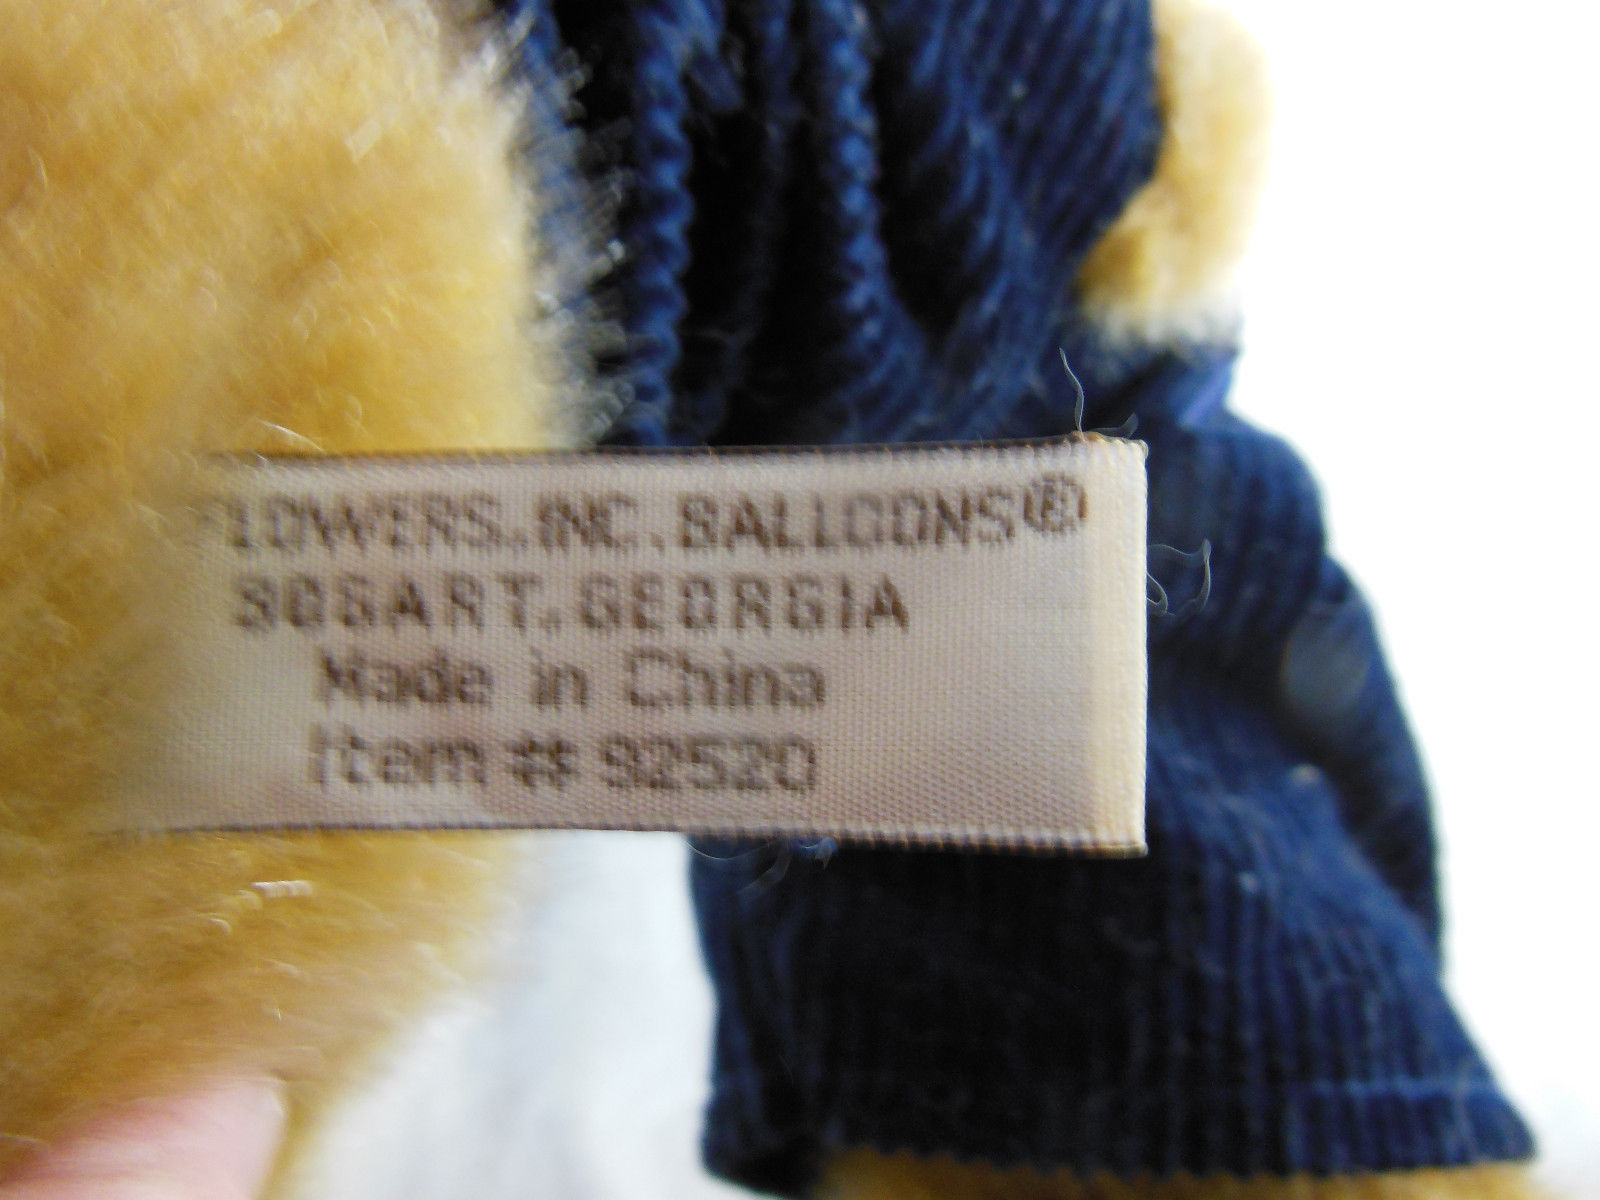 FLOWERS, INC. BALLOONS®
BOGART, GEORGIA
Made in China
Item # 92520